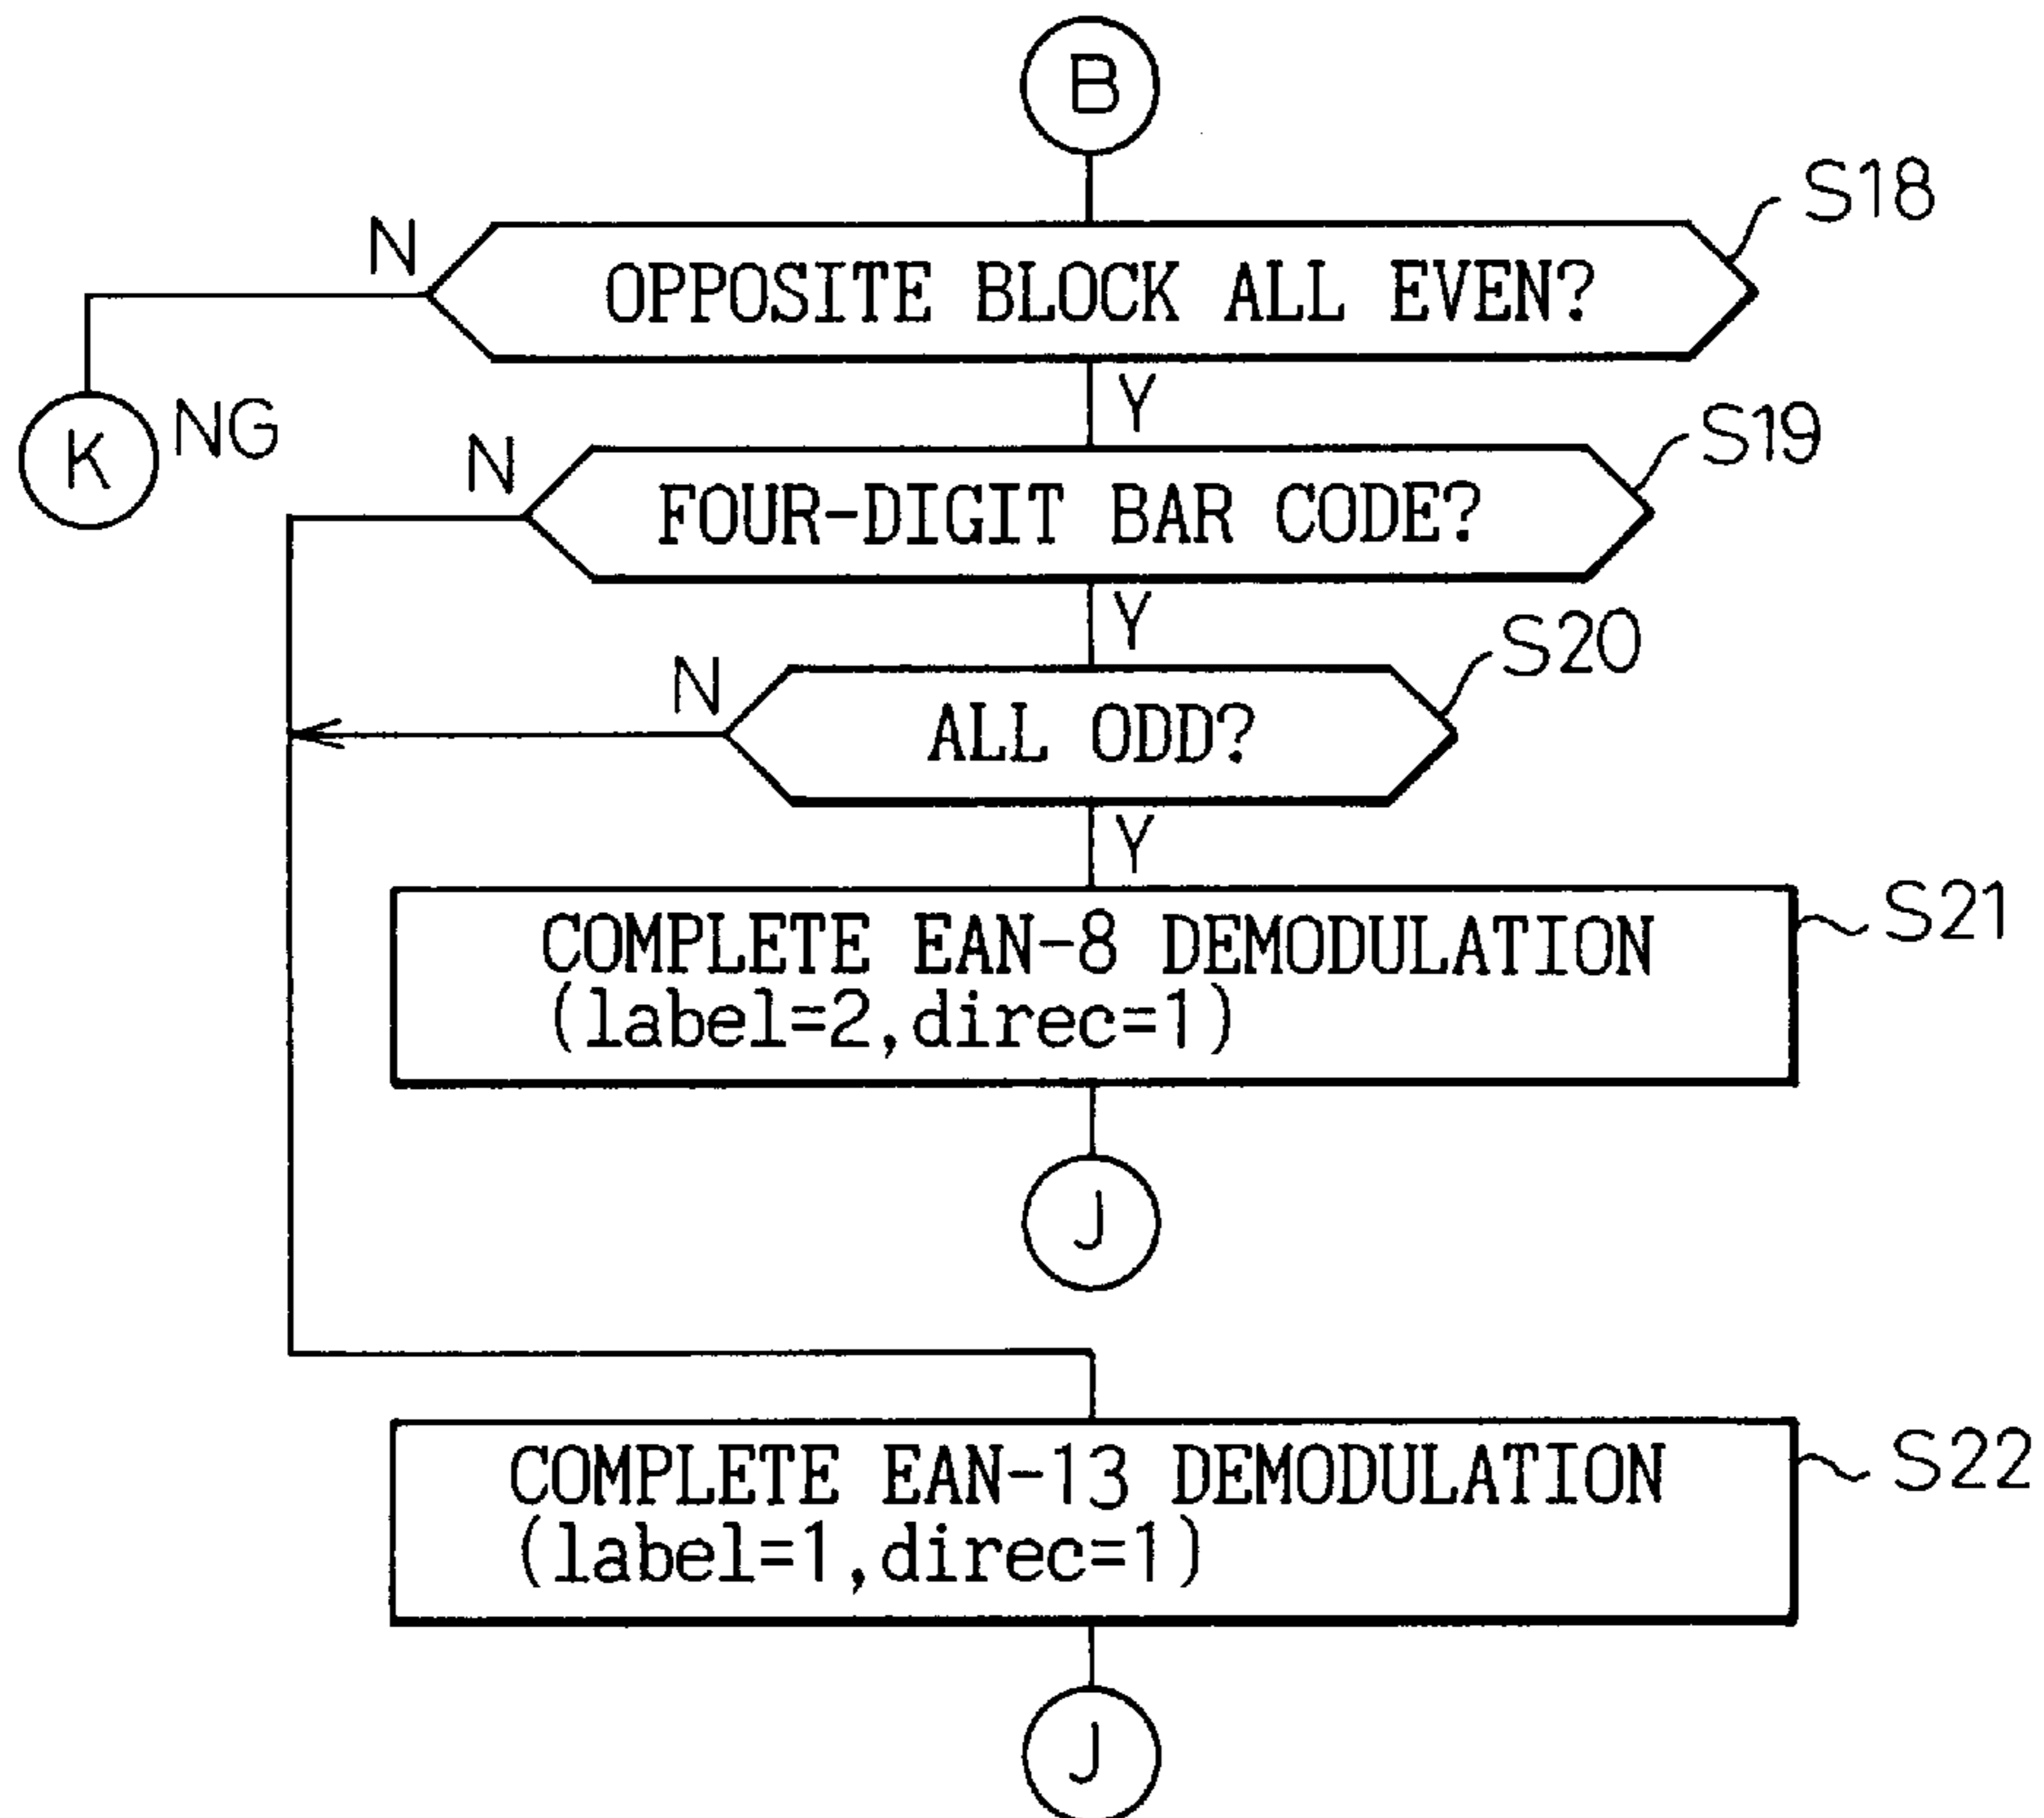 B
S18
N
OPPOSITE BLOCK ALL EVEN?
Y
K
NG
S19
N
FOUR-DIGIT BAR CODE?
Y
S20
N
ALL ODD?
Y
S21
COMPLETE EAN-8 DEMODULATION
(label=2,direc=1)
J
S22
COMPLETE EAN-13 DEMODULATION
(label=1,direc=1)
J